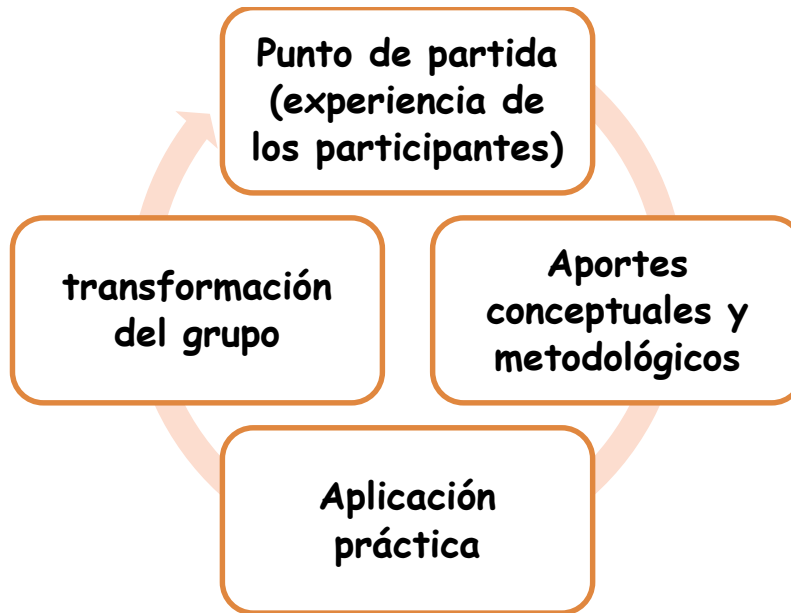 Punto de partida
(experiencia de
los participantes)
Aportes
conceptuales y
metodológicos
Aplicación
práctica
transformación
del grupo